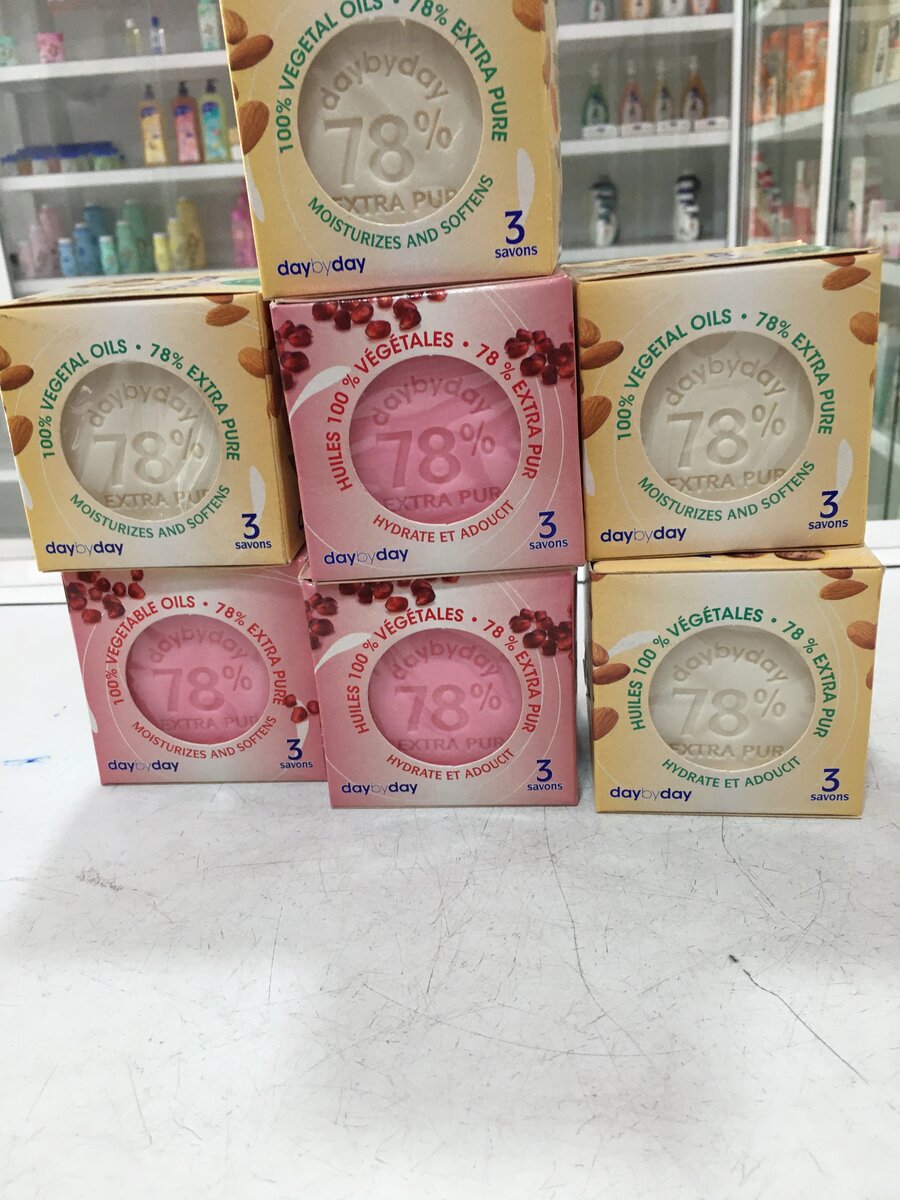 100% VEGETAL OILS • 78% EXTRA PURE
daybyday
78%
EXTRA PUR
MOISTURIZES AND SOFTENS
daybyday
3
savons
100% VEGETAL OILS • 78% EXTRA PURE
daybyday
78%
EXTRA PUR
MOISTURIZES AND SOFTENS
daybyday
3
savons
HUILES 100 % VÉGÉTALES • 78 % EXTRA PUR
daybyday
78%
EXTRA PUR
HYDRATE ET ADOUCIT
daybyday
3
savons
100% VEGETAL OILS • 78% EXTRA PURE
daybyday
78%
EXTRA PUR
MOISTURIZES AND SOFTENS
daybyday
3
savons
100% VEGETABLE OILS • 78% EXTRA PURE
daybyday
78%
EXTRA PUR
MOISTURIZES AND SOFTENS
daybyday
3
savons
HUILES 100 % VÉGÉTALES • 78 % EXTRA PUR
daybyday
78%
EXTRA PUR
HYDRATE ET ADOUCIT
daybyday
3
savons
HUILES 100 % VÉGÉTALES • 78 % EXTRA PUR
daybyday
78%
EXTRA PUR
HYDRATE ET ADOUCIT
daybyday
3
savons